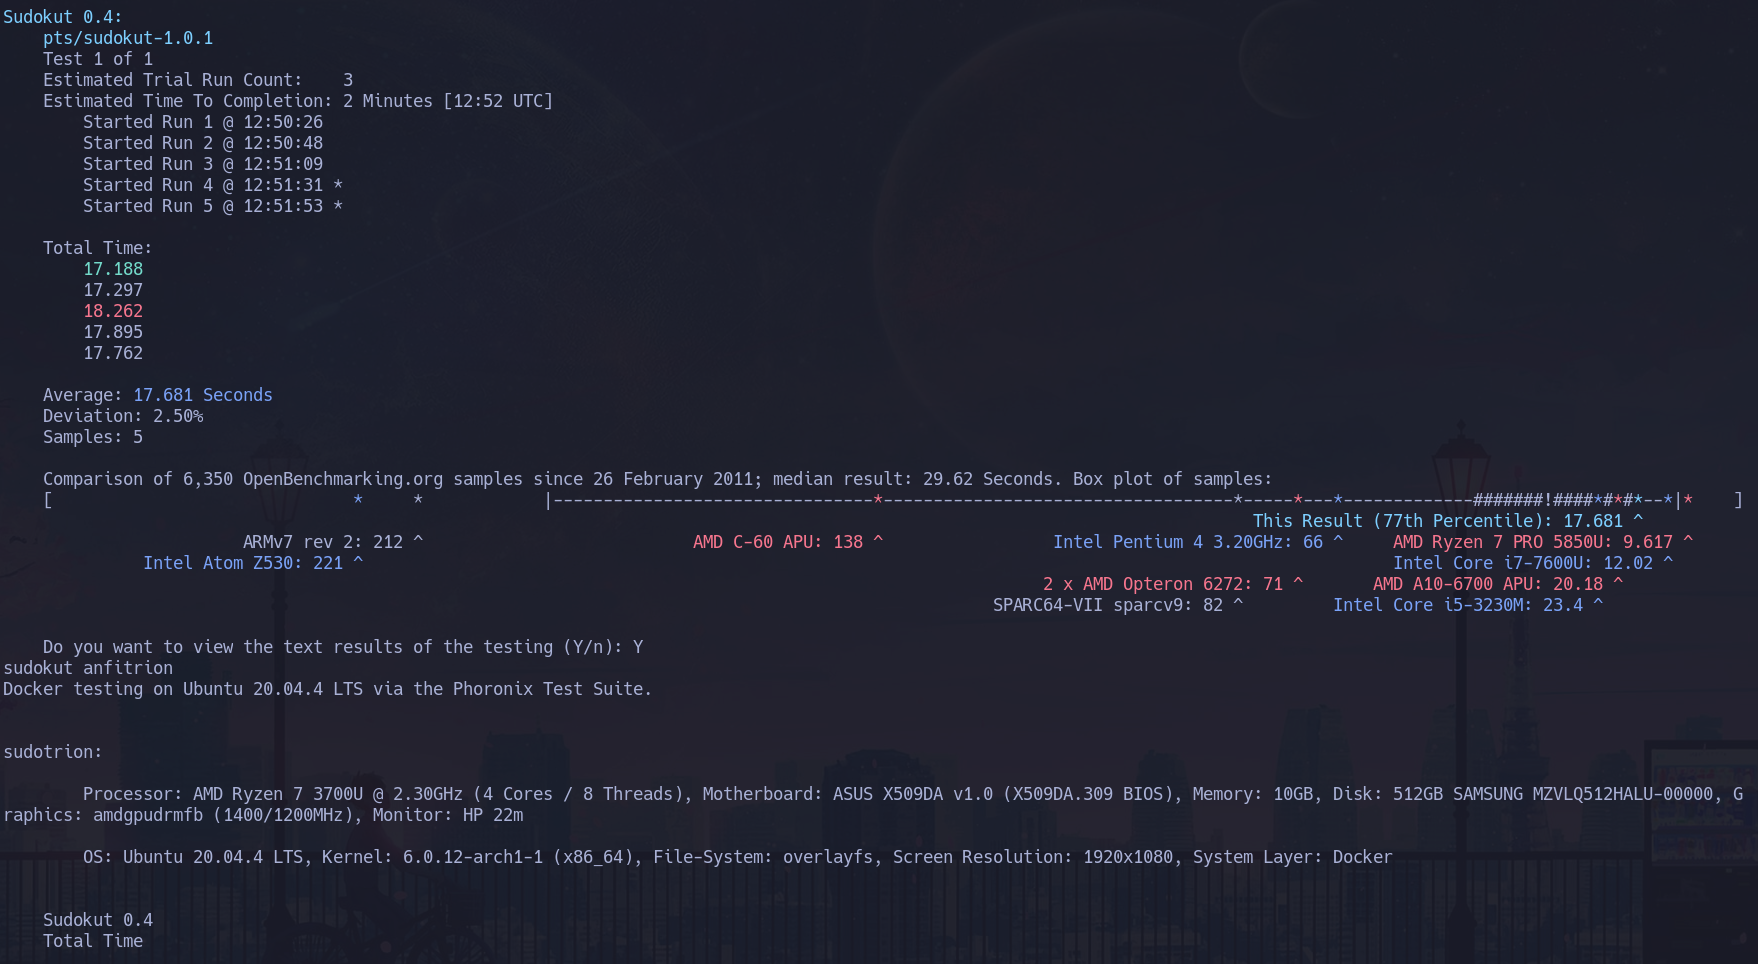 Sudokut 0.4:
    pts/sudokut-1.0.1
    Test 1 of 1
    Estimated Trial Run Count:    3
    Estimated Time To Completion: 2 Minutes [12:52 UTC]
        Started Run 1 @ 12:50:26
        Started Run 2 @ 12:50:48
        Started Run 3 @ 12:51:09
        Started Run 4 @ 12:51:31 *
        Started Run 5 @ 12:51:53 *

    Total Time:
        17.188
        17.297
        18.262
        17.895
        17.762

    Average: 17.681 Seconds
    Deviation: 2.50%
    Samples: 5

    Comparison of 6,350 OpenBenchmarking.org samples since 26 February 2011; median result: 29.62 Seconds. Box plot of samples:
    [                              *     *            |--------------------------------*-----------------------------------*-----*---*-------------#######!####*#*#*--*|*    ]
                                                                                                                             This Result (77th Percentile): 17.681 ^
                        ARMv7 rev 2: 212 ^                           AMD C-60 APU: 138 ^                 Intel Pentium 4 3.20GHz: 66 ^     AMD Ryzen 7 PRO 5850U: 9.617 ^
              Intel Atom Z530: 221 ^                                                                                                       Intel Core i7-7600U: 12.02 ^
                                                                                                        2 x AMD Opteron 6272: 71 ^       AMD A10-6700 APU: 20.18 ^
                                                                                                   SPARC64-VII sparcv9: 82 ^         Intel Core i5-3230M: 23.4 ^

    Do you want to view the text results of the testing (Y/n): Y
sudokut anfitrion
Docker testing on Ubuntu 20.04.4 LTS via the Phoronix Test Suite.


sudotrion:

        Processor: AMD Ryzen 7 3700U @ 2.30GHz (4 Cores / 8 Threads), Motherboard: ASUS X509DA v1.0 (X509DA.309 BIOS), Memory: 10GB, Disk: 512GB SAMSUNG MZVLQ512HALU-00000, G
raphics: amdgpudrmfb (1400/1200MHz), Monitor: HP 22m

        OS: Ubuntu 20.04.4 LTS, Kernel: 6.0.12-arch1-1 (x86_64), File-System: overlayfs, Screen Resolution: 1920x1080, System Layer: Docker


    Sudokut 0.4
    Total Time